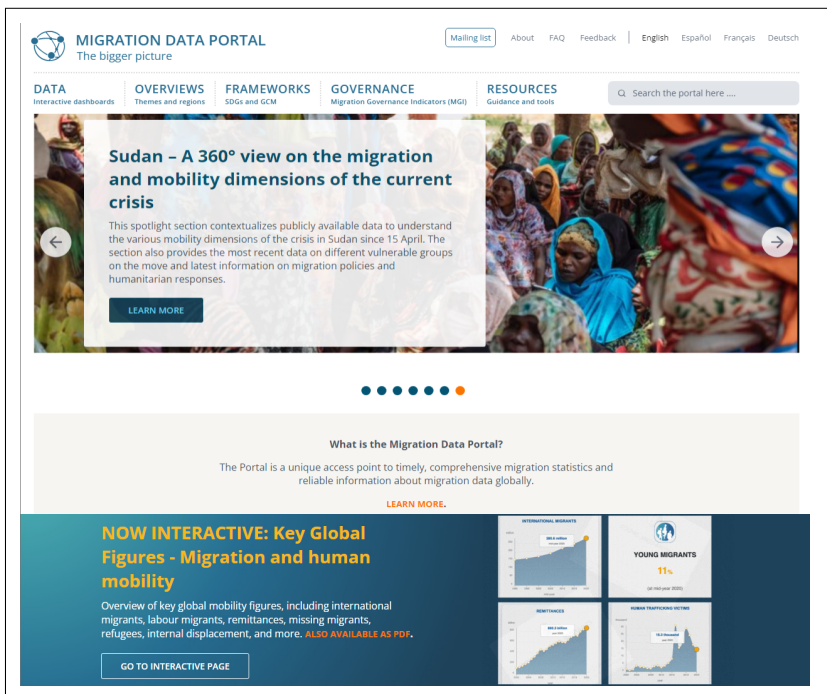 MIGRATION DATA PORTAL
The bigger picture
Mailing list About FAQ Feedback English Español Français Deutsch
DATA OVERVIEWS FRAMEWORKS GOVERNANCE RESOURCES
Interactive dashboards Themes and regions SDGs and GCM Migration Governance Indicators (MGI) Guidance and tools
Search the portal here ....
Sudan – A 360° view on the migration
and mobility dimensions of the current
crisis
This spotlight section contextualizes publicly available data to understand
the various mobility dimensions of the crisis in Sudan since 15 April. The
section also provides the most recent data on different vulnerable groups
on the move and latest information on migration policies and
humanitarian responses.
LEARN MORE
What is the Migration Data Portal?
The Portal is a unique access point to timely, comprehensive migration statistics and
reliable information about migration data globally.
LEARN MORE.
NOW INTERACTIVE: Key Global
Figures - Migration and human
mobility
Overview of key global mobility figures, including international
migrants, labour migrants, remittances, missing migrants,
refugees, internal displacement, and more. ALSO AVAILABLE AS PDF.
GO TO INTERACTIVE PAGE
INTERNATIONAL MIGRANTS
YOUNG MIGRANTS
11%
(at mid-year 2020)
REMITTANCES
HUMAN TRAFFICKING VICTIMS